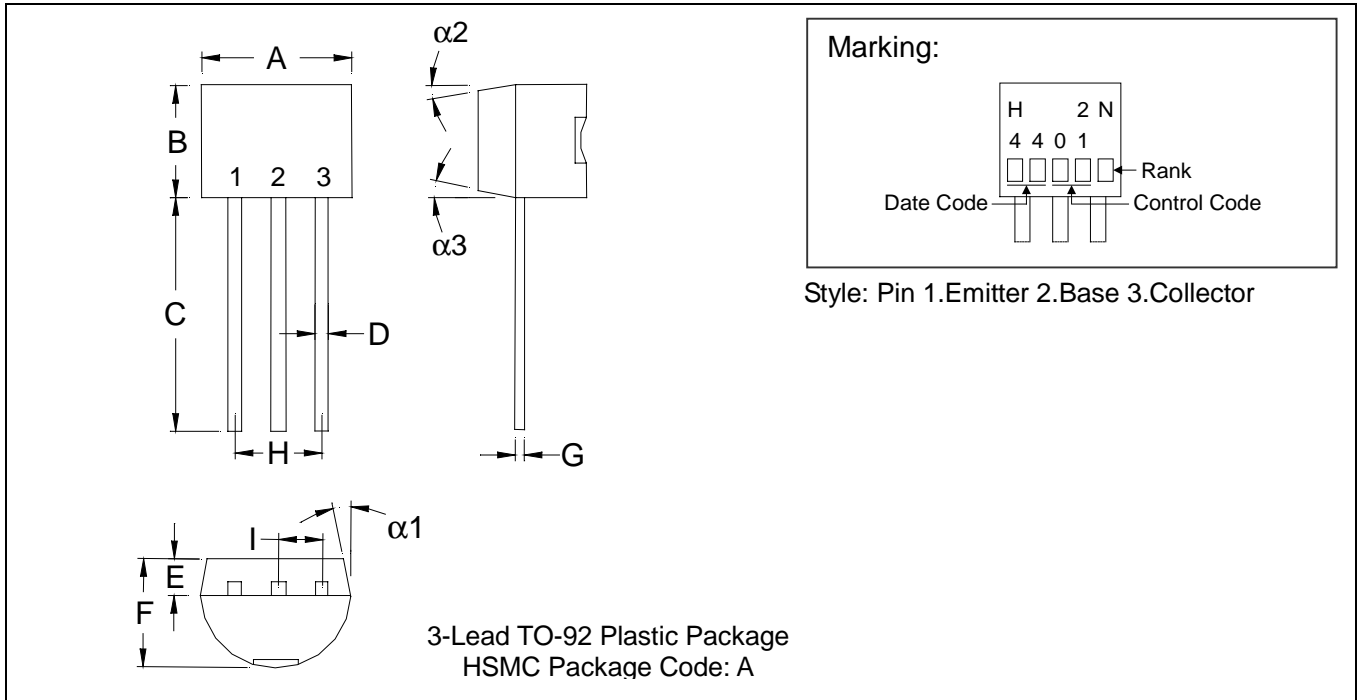 α2
A
B
1 2 3
α3
C
D
H
G
α1
I
E
F
3-Lead TO-92 Plastic Package
HSMC Package Code: A
Marking:
H 2 N
4 4 0 1
Rank
Date Code
Control Code
Style: Pin 1.Emitter 2.Base 3.Collector